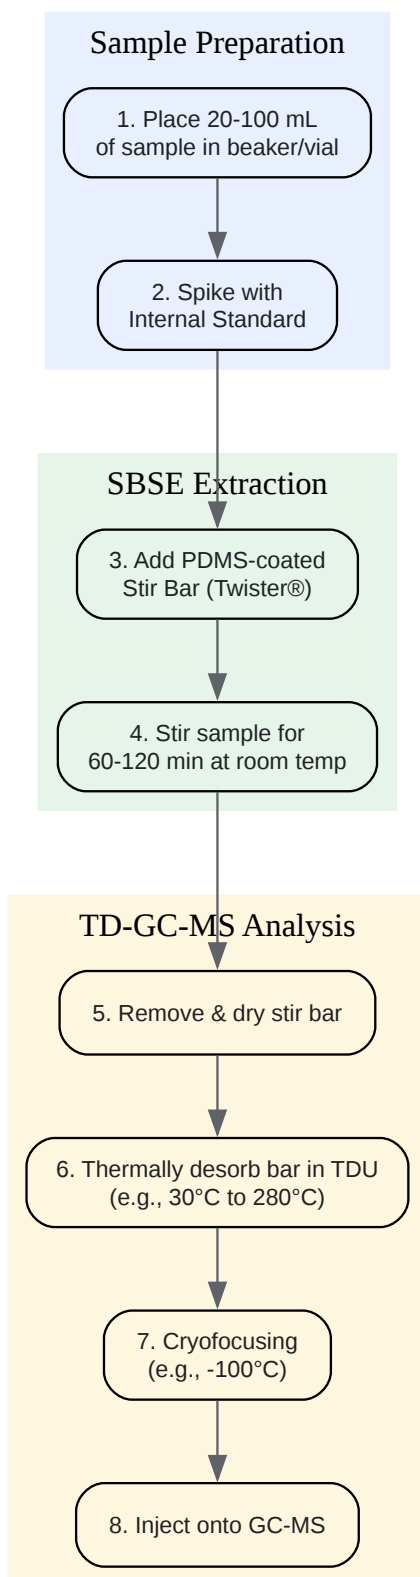 Sample Preparation
1. Place 20-100 mL
of sample in beaker/vial
2. Spike with
Internal Standard
SBSE Extraction
3. Add PDMS-coated
Stir Bar (Twister®)
4. Stir sample for
60-120 min at room temp
TD-GC-MS Analysis
5. Remove & dry stir bar
6. Thermally desorb bar in TDU
(e.g., 30°C to 280°C)
7. Cryofocusing
(e.g., -100°C)
8. Inject onto GC-MS